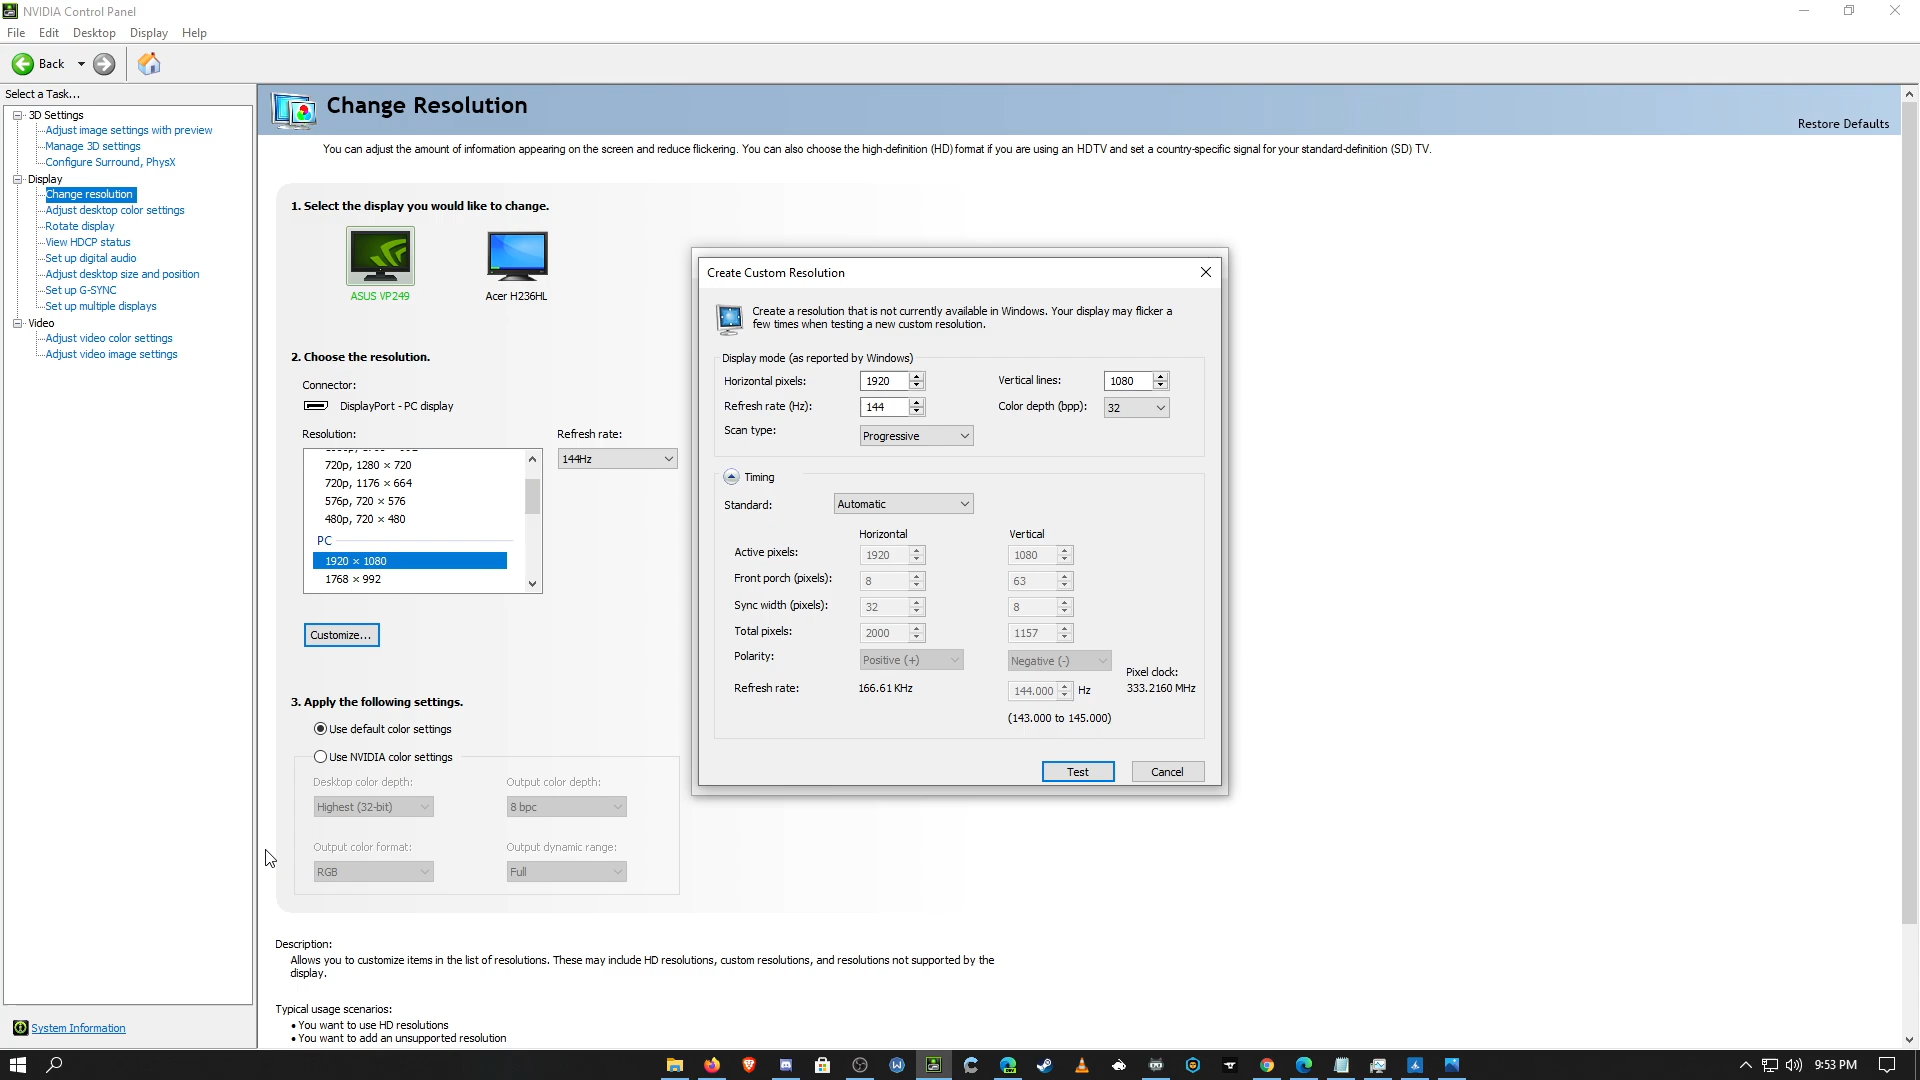 NVIDIA Control Panel
File Edit Desktop Display Help
Back
Select a Task...
3D Settings
Adjust image settings with preview
Manage 3D settings
Configure Surround, PhysX
Display
Change resolution
Adjust desktop color settings
Rotate display
View HDCP status
Set up digital audio
Adjust desktop size and position
Set up G-SYNC
Set up multiple displays
Video
Adjust video color settings
Adjust video image settings
System Information
Change Resolution
Restore Defaults
You can adjust the amount of information appearing on the screen and reduce flickering. You can also choose the high-definition (HD) format if you are using an HDTV and set a country-specific signal for your standard-definition (SD) TV.
1. Select the display you would like to change.
ASUS VP249 Acer H236HL
2. Choose the resolution.
Connector:
DisplayPort - PC display
Resolution: Refresh rate:
144Hz
720p, 1280 × 720
720p, 1176 × 664
576p, 720 × 576
480p, 720 × 480
PC
1920 × 1080
1768 × 992
Customize...
3. Apply the following settings.
Use default color settings
Use NVIDIA color settings
Desktop color depth: Output color depth:
Highest (32-bit) 8 bpc
Output color format: Output dynamic range:
RGB Full
Description:
Allows you to customize items in the list of resolutions. These may include HD resolutions, custom resolutions, and resolutions not supported by the
display.
Typical usage scenarios:
• You want to use HD resolutions
• You want to add an unsupported resolution
Create Custom Resolution
Create a resolution that is not currently available in Windows. Your display may flicker a
few times when testing a new custom resolution.
Display mode (as reported by Windows)
Horizontal pixels: 1920 Vertical lines: 1080
Refresh rate (Hz): 144 Color depth (bpp): 32
Scan type: Progressive
Timing
Standard: Automatic
Horizontal Vertical
Active pixels: 1920 1080
Front porch (pixels): 8 63
Sync width (pixels): 32 8
Total pixels: 2000 1157
Polarity: Positive (+) Negative (-)
Pixel clock:
Refresh rate: 166.61 KHz 144.000 Hz 333.2160 MHz
(143.000 to 145.000)
Test Cancel
9:53 PM